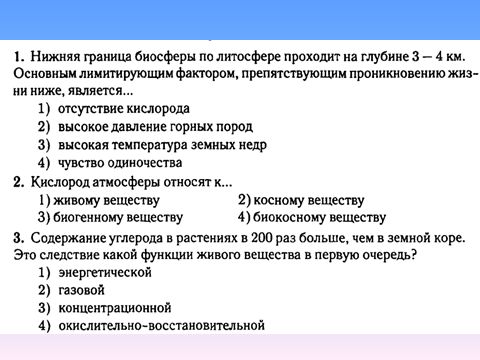 1. Нижняя граница биосферы по литосфере проходит на глубине 3 – 4 км.
Основным лимитирующим фактором, препятствующим проникновению жиз-
ни ниже, является...
1) отсутствие кислорода
2) высокое давление горных пород
3) высокая температура земных недр
4) чувство одиночества
2. Кислород атмосферы относят к...
1) живому веществу 2) косному веществу
3) биогенному веществу 4) биокосному веществу
3. Содержание углерода в растениях в 200 раз больше, чем в земной коре.
Это следствие какой функции живого вещества в первую очередь?
1) энергетической
2) газовой
3) концентрационной
4) окислительно-восстановительной